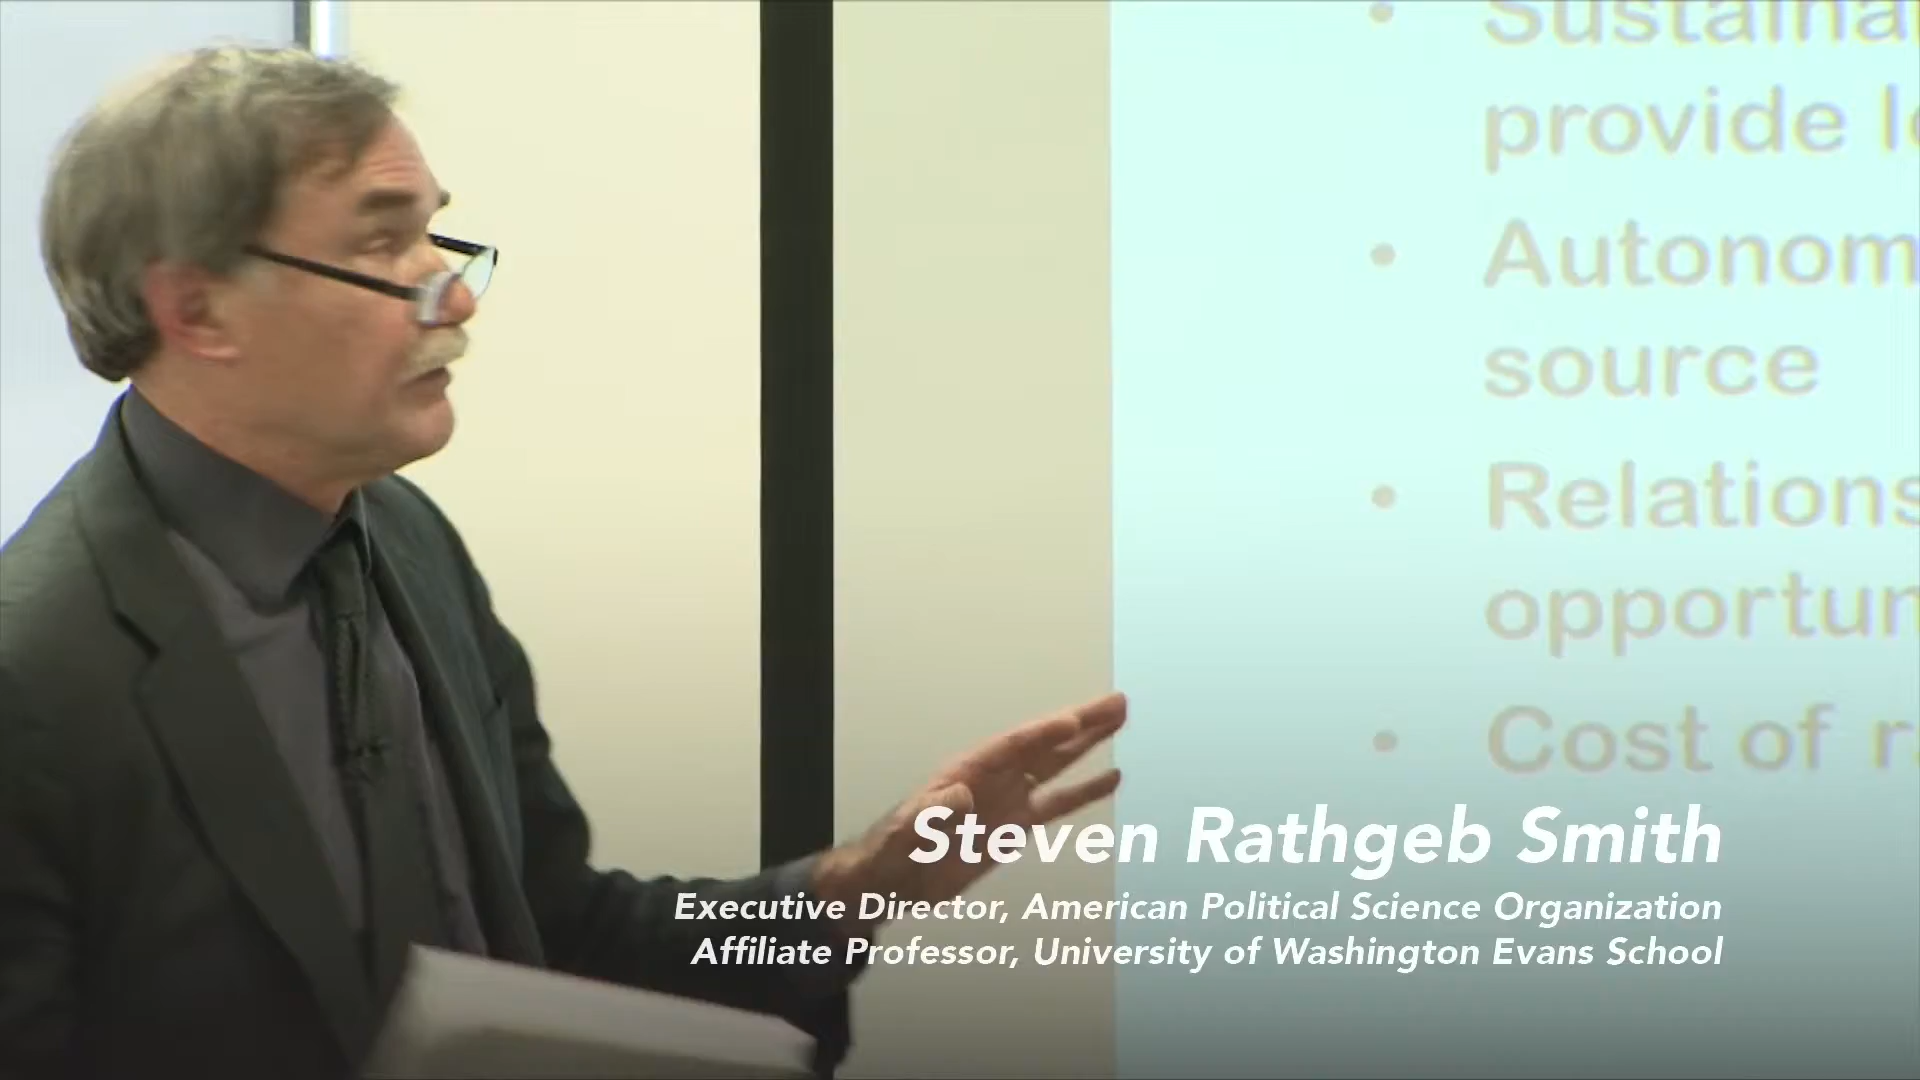 • Sustaina
provide
• Autonom
source
• Relations
opportun
• Cost of r
Steven Rathgeb Smith
Executive Director, American Political Science Organization
Affiliate Professor, University of Washington Evans School